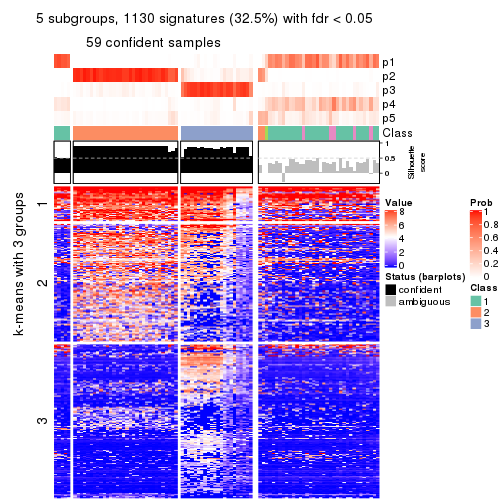 5 subgroups, 1130 signatures (32.5%) with fdr < 0.05
59 confident samples
p1
p2
p3
p4
p5
Class
1
0.5
0
Silhouette
score
k-means with 3 groups
1
2
3
Value
8
6
4
2
0
Status (barplots)
confident
ambiguous
Prob
1
0.8
0.6
0.4
0.2
0
Class
1
2
3